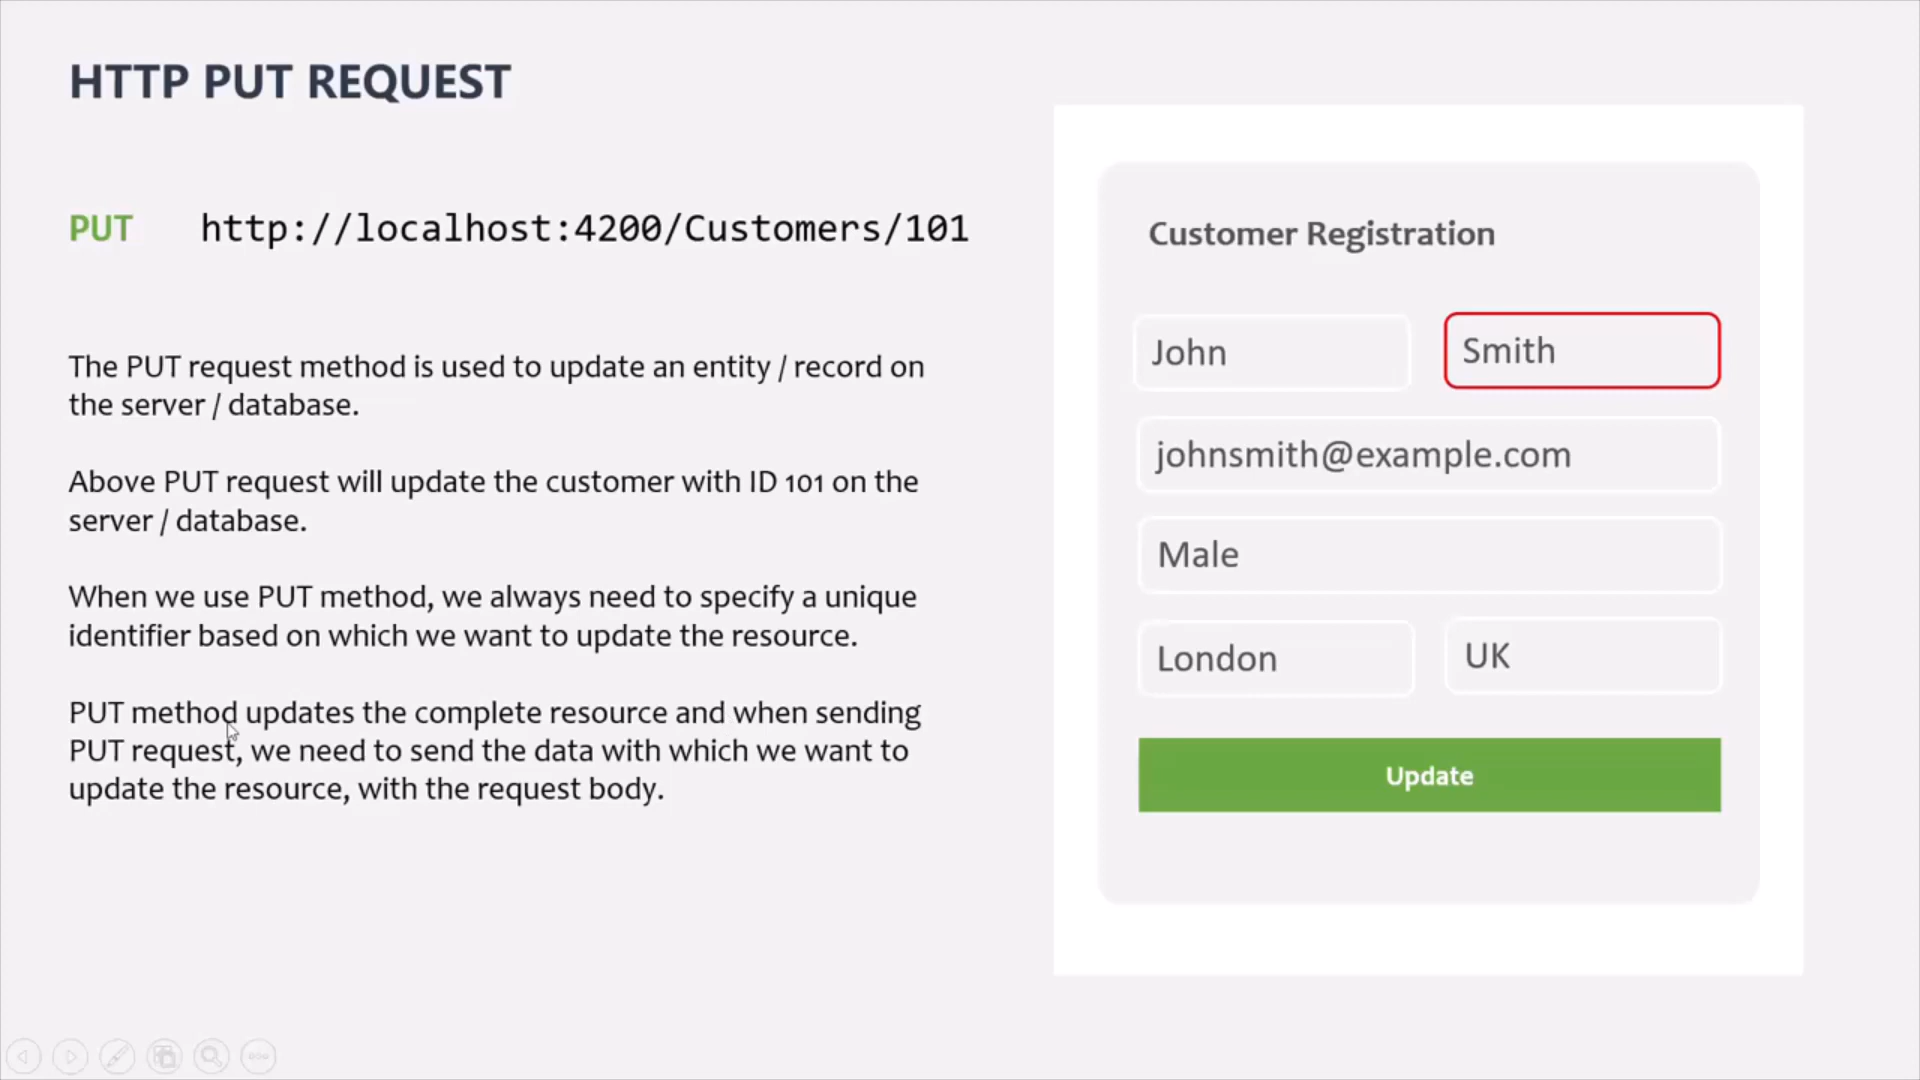 HTTP PUT REQUEST
PUT http://localhost:4200/Customers/101
The PUT request method is used to update an entity / record on
the server / database.
Above PUT request will update the customer with ID 101 on the
server / database.
When we use PUT method, we always need to specify a unique
identifier based on which we want to update the resource.
PUT method updates the complete resource and when sending
PUT request, we need to send the data with which we want to
update the resource, with the request body.
Customer Registration
John Smith
johnsmith@example.com
Male
London UK
Update